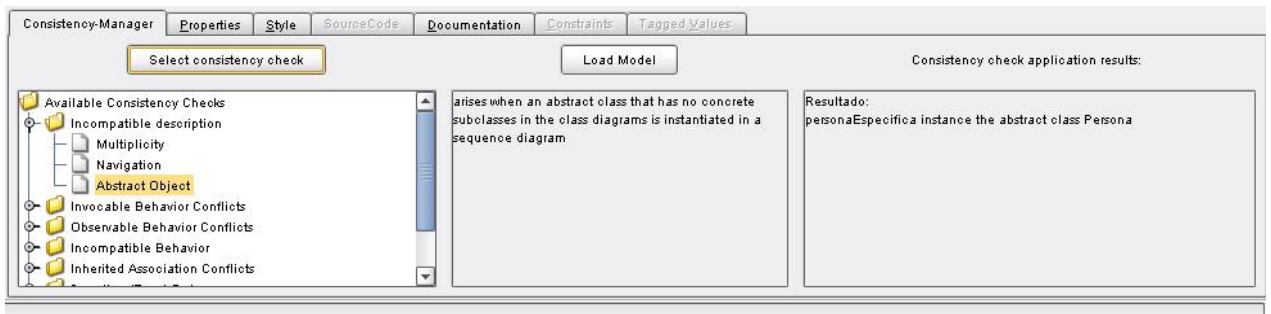 Consistency-Manager
Properties
Style
SourceCode
Documentation
Constraints
Tagged Values
Select consistency check
Load Model
Consistency check application results:
Available Consistency Checks
Incompatible description
Multiplicity
Navigation
Abstract Object
Invocable Behavior Conflicts
Observable Behavior Conflicts
Incompatible Behavior
Inherited Association Conflicts
arises when an abstract class that has no concrete
subclasses in the class diagrams is instantiated in a
sequence diagram
Resultado:
personaEspecifica instance the abstract class Persona